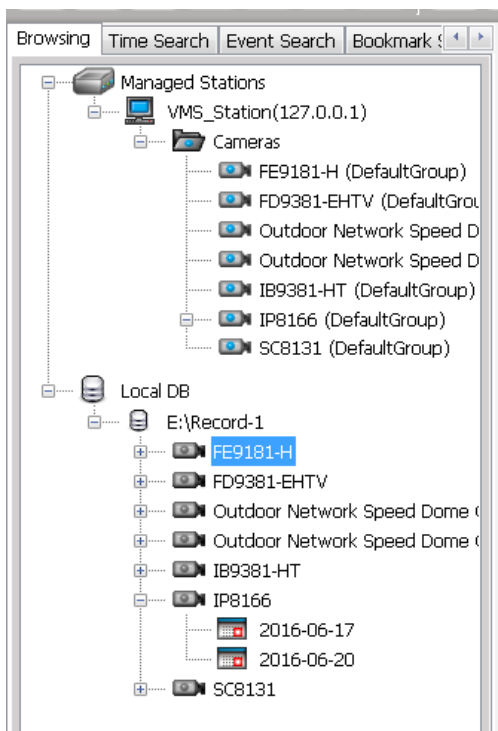 Browsing Time Search Event Search Bookmark
Managed Stations
VMS_Station(127.0.0.1)
Cameras
FE9181-H (DefaultGroup)
FD9381-EHTV (DefaultGrou
Outdoor Network Speed D
Outdoor Network Speed D
IB9381-HT (DefaultGroup)
IP8166 (DefaultGroup)
SC8131 (DefaultGroup)
Local DB
E:\Record-1
FE9181-H
FD9381-EHTV
Outdoor Network Speed Dome
Outdoor Network Speed Dome
IB9381-HT
IP8166
2016-06-17
2016-06-20
SC8131